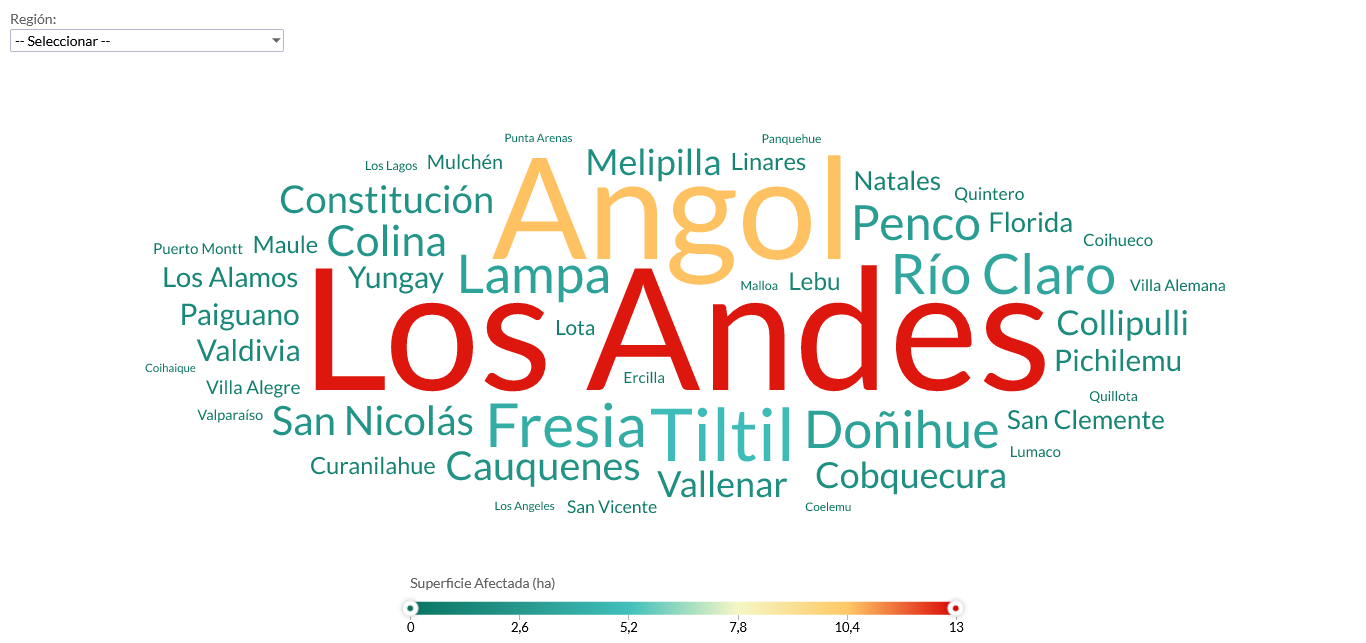 Región:
-- Seleccionar --
Punta Arenas
Panquehue
Los Lagos
Mulchén
Melipilla
Linares
Angol
Natales
Quintero
Constitución
Penco
Florida
Puerto Montt
Maule
Colina
Coihueco
Los Alamos
Yungay
Lampa
Malloa
Lebu
Río Claro
Villa Alemana
Paiguano
Los Andes
Lota
Collipulli
Valdivia
Pichilemu
Coihaique
Villa Alegre
Ercilla
Quillota
Valparaíso
San Nicolás
Fresia
Tiltil
Doñihue
San Clemente
Lumaco
Curanilahue
Cauquenes
Vallenar
Cobquecura
Los Angeles
San Vicente
Coelemu
Superficie Afectada (ha)
0 2,6 5,2 7,8 10,4 13